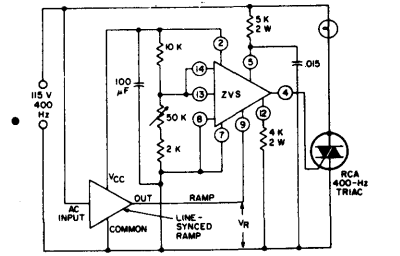 5 K
2 W
10 K
2
5
.015
100
μF
14
13
ZVS
4
115 V
400
Hz
50 K
8
7
9
12
4 K
2 W
2 K
VCC
RCA
400-Hz
TRIAC
AC
INPUT
OUT
RAMP
COMMON
LINE-
SYNCED
RAMP
VR